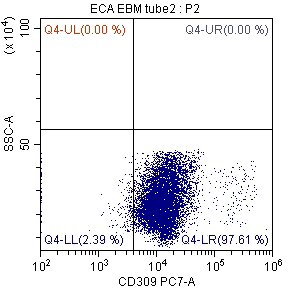 ECA EBM tube2 : P2
Q4-UL(0.00 %) Q4-UR(0.00 %)
(x 10⁴)
100
SSC-A
50
Q4-LL(2.39 %) Q4-LR(97.61 %)
10² 10³ 10⁴ 10⁵ 10⁶
CD309 PC7-A